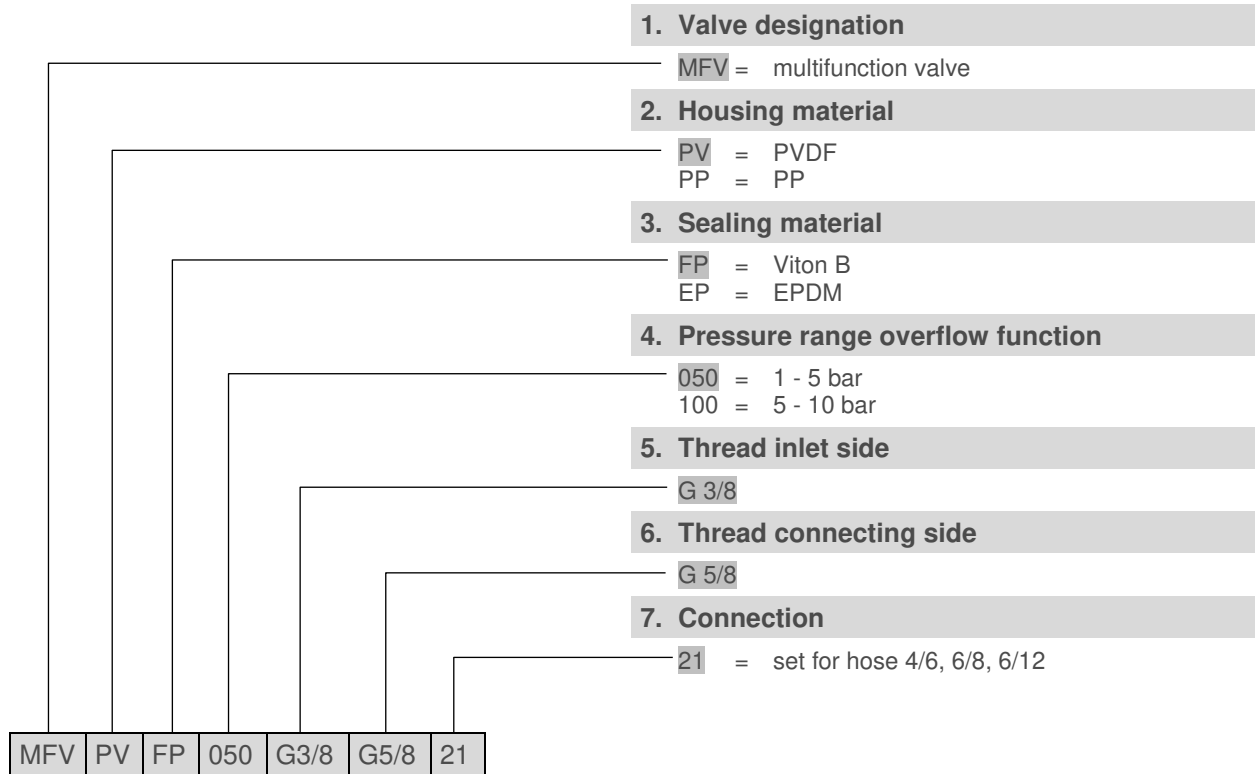 1. Valve designation
MFV = multifunction valve
2. Housing material
PV = PVDF
PP = PP
3. Sealing material
FP = Viton B
EP = EPDM
4. Pressure range overflow function
050 = 1 - 5 bar
100 = 5 - 10 bar
5. Thread inlet side
G 3/8
6. Thread connecting side
G 5/8
7. Connection
21 = set for hose 4/6, 6/8, 6/12
MFV PV FP 050 G3/8 G5/8 21